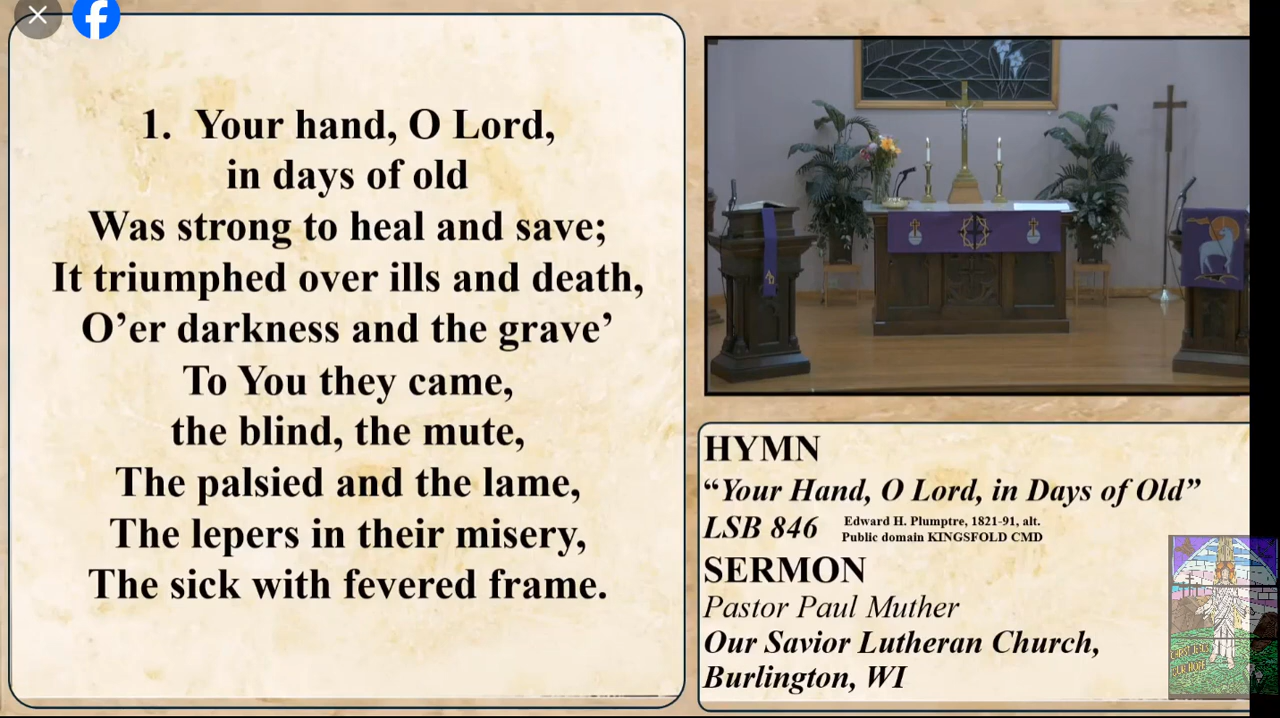 1. Your hand, O Lord,
in days of old
Was strong to heal and save;
It triumphed over ills and death,
O’er darkness and the grave’
To You they came,
the blind, the mute,
The palsied and the lame,
The lepers in their misery,
The sick with fevered frame.
HYMN
“Your Hand, O Lord, in Days of Old”
LSB 846
Edward H. Plumptre, 1821-91, alt.
Public domain KINGSFOLD CMD
SERMON
Pastor Paul Muther
Our Savior Lutheran Church,
Burlington, WI